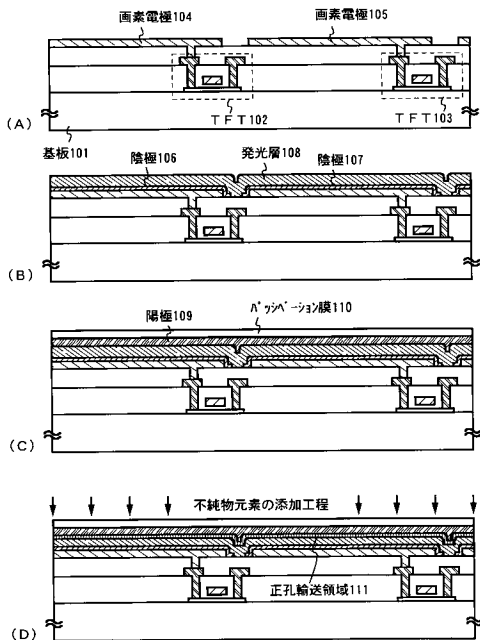 画素電極104
画素電極105
TFT102
TFT103
(A)
基板101
陰極106
発光層108
陰極107
(B)
陽極109
パッシベーション膜110
(C)
不純物元素の添加工程
正孔輸送領域111
(D)